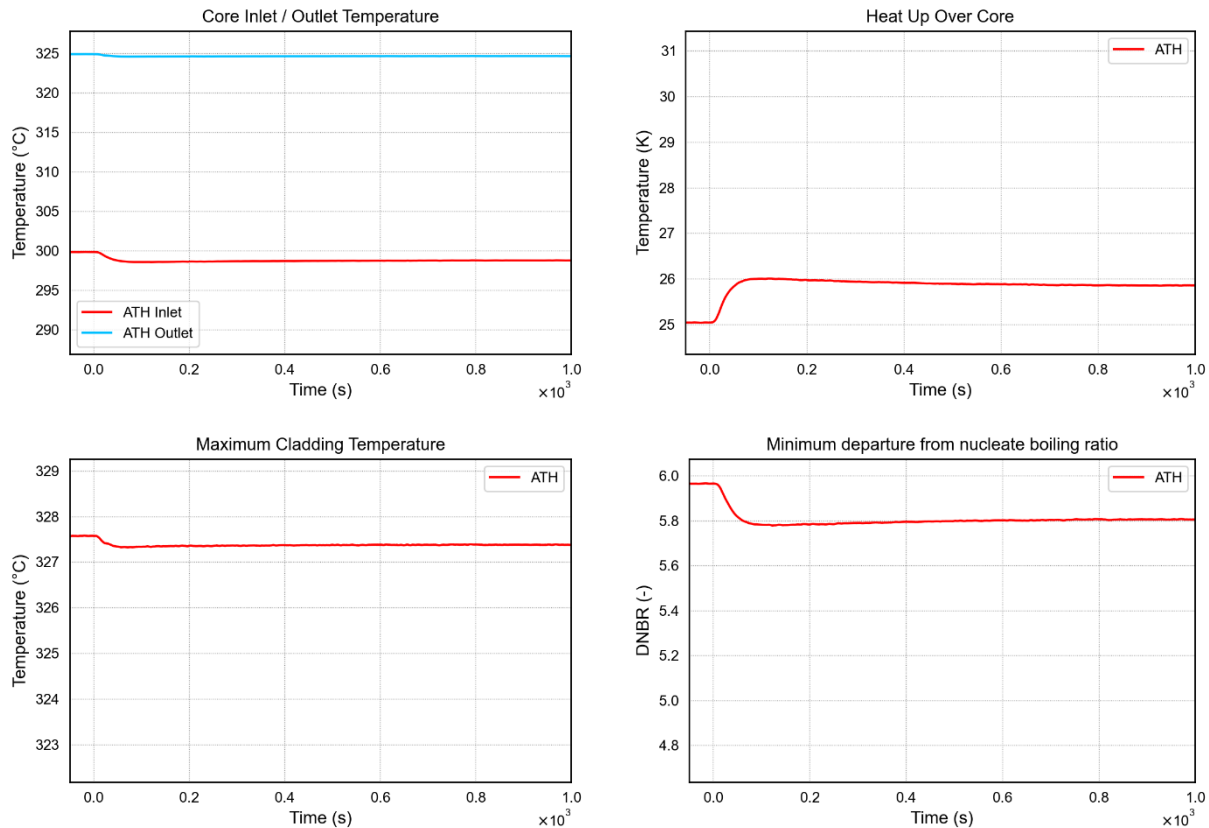 Core Inlet / Outlet Temperature
Temperature (°C)
325
320
315
310
305
300
295
290
ATH Inlet
ATH Outlet
0.0 0.2 0.4 0.6 0.8 1.0
Time (s)
×10³
Heat Up Over Core
Temperature (K)
31
30
29
28
27
26
25
ATH
0.0 0.2 0.4 0.6 0.8 1.0
Time (s)
×10³
Maximum Cladding Temperature
Temperature (°C)
329
328
327
326
325
324
323
ATH
0.0 0.2 0.4 0.6 0.8 1.0
Time (s)
×10³
Minimum departure from nucleate boiling ratio
DNBR (-)
6.0
5.8
5.6
5.4
5.2
5.0
4.8
ATH
0.0 0.2 0.4 0.6 0.8 1.0
Time (s)
×10³